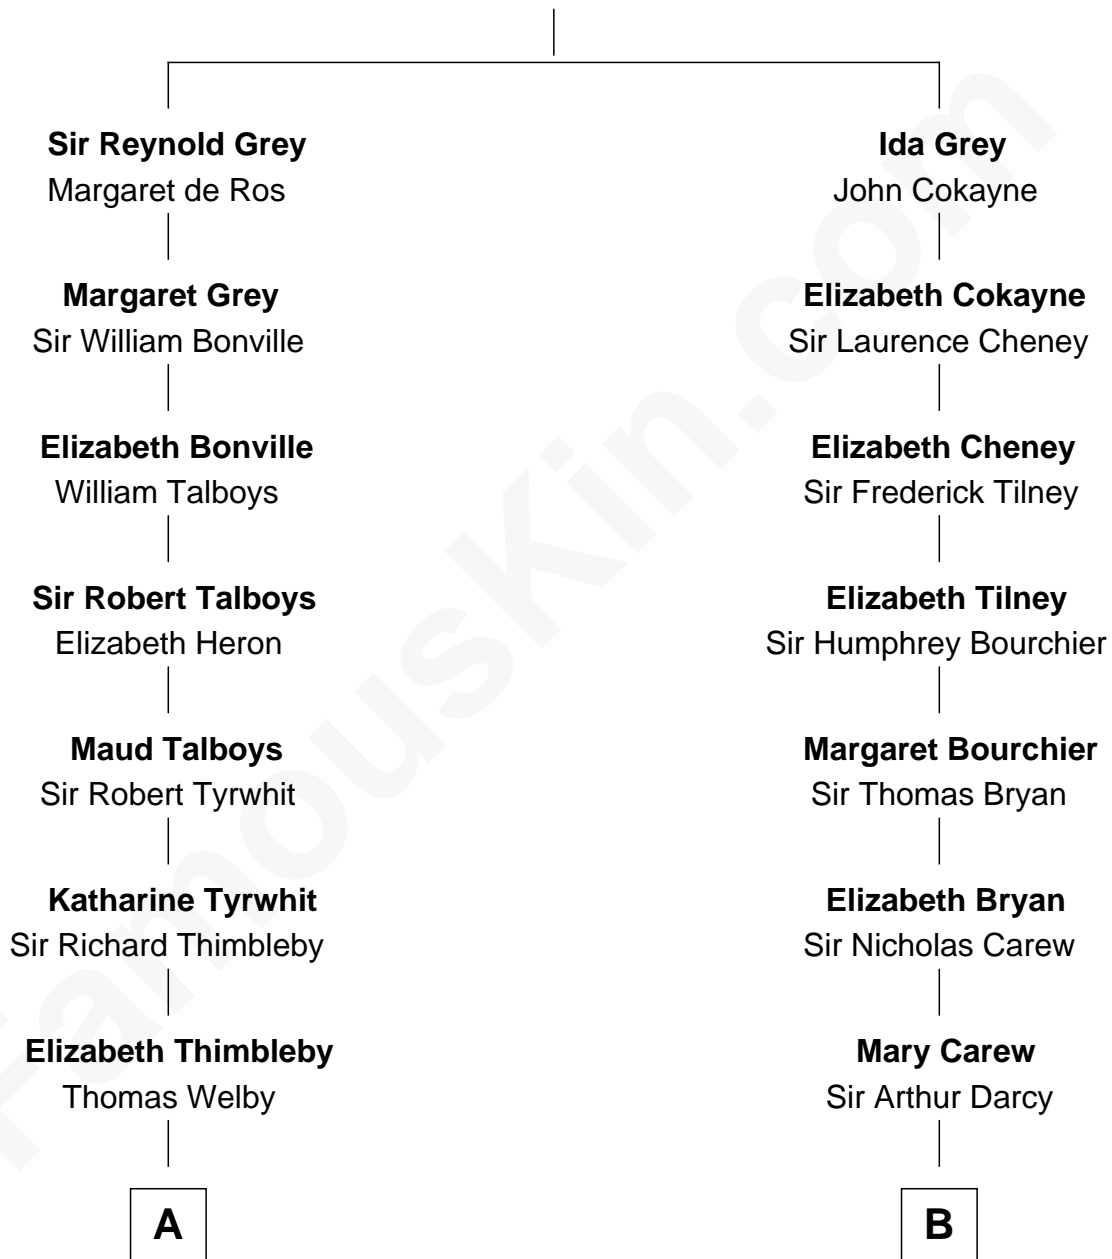 Sir Reynold Grey
Margaret de Ros
Margaret Grey
Sir William Bonville
Elizabeth Bonville
William Talboys
Sir Robert Talboys
Elizabeth Heron
Maud Talboys
Sir Robert Tyrwhit
Katharine Tyrwhit
Sir Richard Thimbleby
Elizabeth Thimbleby
Thomas Welby
A
Ida Grey
John Cokayne
Elizabeth Cokayne
Sir Laurence Cheney
Elizabeth Cheney
Sir Frederick Tilney
Elizabeth Tilney
Sir Humphrey Bourchier
Margaret Bourchier
Sir Thomas Bryan
Elizabeth Bryan
Sir Nicholas Carew
Mary Carew
Sir Arthur Darcy
B
FamousKin.com